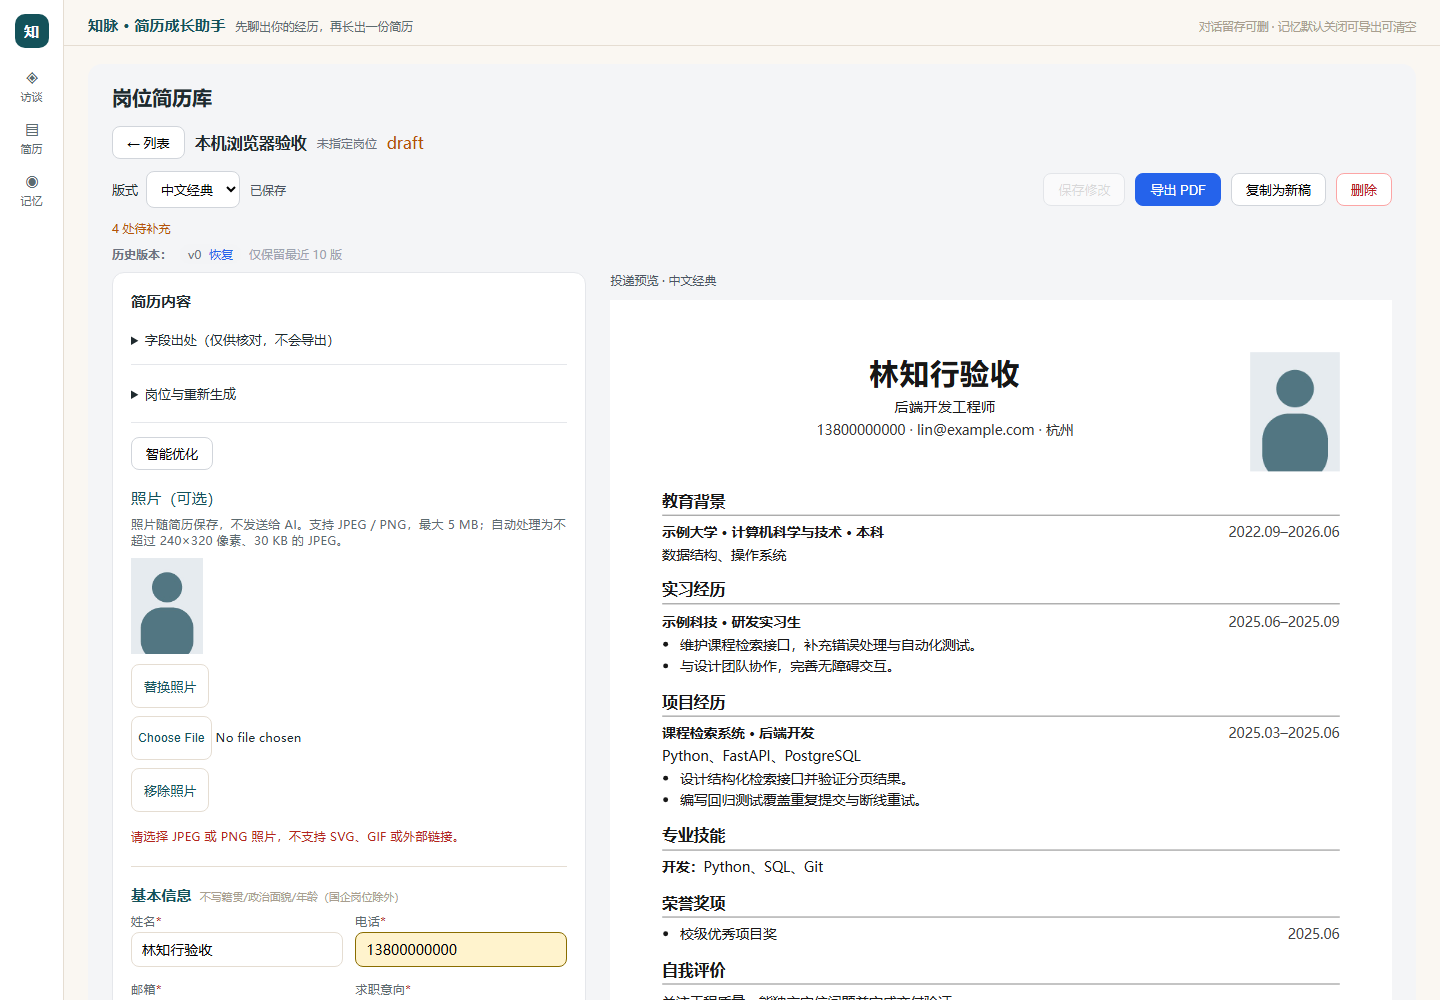 知
知脉 • 简历成长助手 先聊出你的经历，再长出一份简历
对话留存可删 · 记忆默认关闭可导出可清空
访谈
简历
记忆
岗位简历库
← 列表 本机浏览器验收 未指定岗位 draft
版式 中文经典 已保存
保存修改 导出 PDF 复制为新稿 删除
4 处待补充
历史版本： v0 恢复 仅保留最近 10 版
简历内容
字段出处（仅供核对，不会导出）
岗位与重新生成
智能优化
照片（可选）
照片随简历保存，不发送给 AI。支持 JPEG / PNG，最大 5 MB；自动处理为不
超过 240×320 像素、30 KB 的 JPEG。
替换照片
Choose File No file chosen
移除照片
请选择 JPEG 或 PNG 照片，不支持 SVG、GIF 或外部链接。
基本信息 不写籍贯/政治面貌/年龄（国企岗位除外）
姓名* 电话*
林知行验收 13800000000
邮箱* 求职意向*
投递预览 · 中文经典
林知行验收
后端开发工程师
13800000000 · lin@example.com · 杭州
教育背景
示例大学 • 计算机科学与技术 • 本科 2022.09–2026.06
数据结构、操作系统
实习经历
示例科技 • 研发实习生 2025.06–2025.09
• 维护课程检索接口，补充错误处理与自动化测试。
• 与设计团队协作，完善无障碍交互。
项目经历
课程检索系统 • 后端开发 2025.03–2025.06
Python、FastAPI、PostgreSQL
• 设计结构化检索接口并验证分页结果。
• 编写回归测试覆盖重复提交与断线重试。
专业技能
开发：Python、SQL、Git
荣誉奖项
• 校级优秀项目奖 2025.06
自我评价